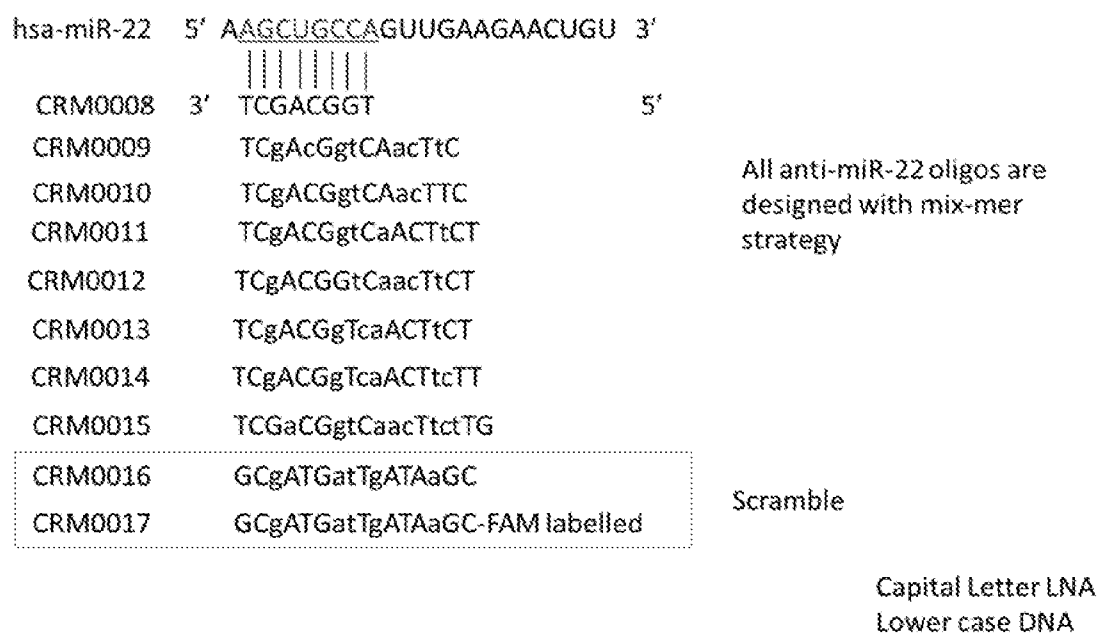 hsa-miR-22 5′ AAGCUGCCAGUUGAAGAACUGU 3′
CRM0008 3′ TCGACGGT 5′
CRM0009 TCgAcGgtCAacTtC
CRM0010 TCgACGgtCAacTTC
CRM0011 TCgACGgtCaACTtCT
CRM0012 TCgACGGtCaacTtCT
CRM0013 TCgACGgTcaACTtCT
CRM0014 TCgACGgTcaACTtcTT
CRM0015 TCGaCGgtCaacTtctTG
All anti-miR-22 oligos are
designed with mix-mer
strategy
CRM0016 GCgATGatTgATAaGC
CRM0017 GCgATGatTgATAaGC-FAM labelled
Scramble
Capital Letter LNA
Lower case DNA